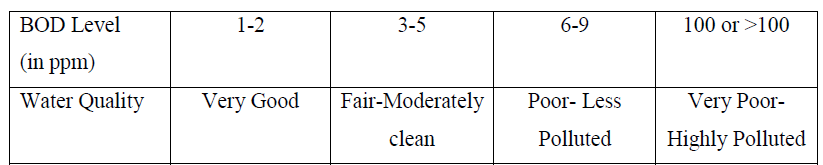 BOD Level (in ppm) 1-2 3-5 6-9 100 or >100
Water Quality Very Good Fair-Moderately clean Poor- Less Polluted Very Poor- Highly Polluted